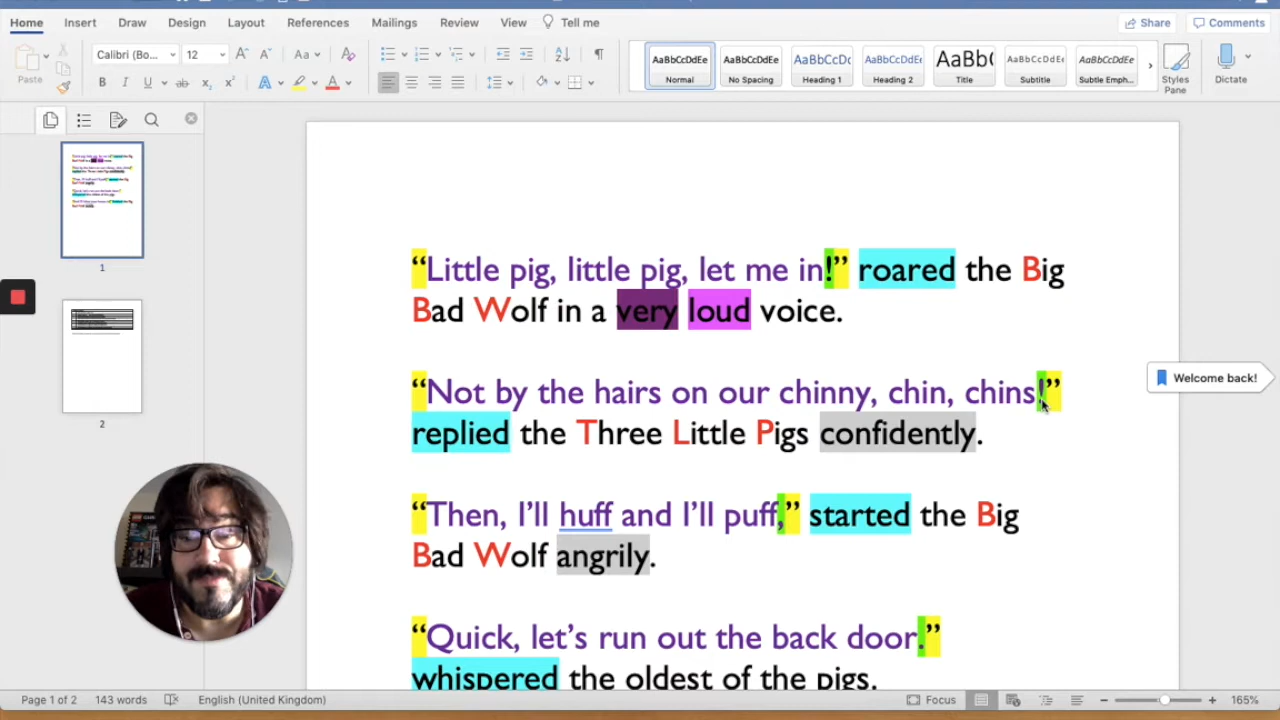 Home Insert Draw Design Layout References Mailings Review View Tell me Share Comments
Calibri (Bo... 12 Aa AaBbCcDdEe AaBbCcDdEe AaBbCcDc AaBbCcDdEe AaBb( AaBbCcDdEe AaBbCcDdEe
Paste B I U ab x₂ x² A A Normal No Spacing Heading 1 Heading 2 Title Subtitle Subtle Emph... Styles Pane Dictate
1
2
“Little pig, little pig, let me in!” roared the Big
Bad Wolf in a very loud voice.
“Not by the hairs on our chinny, chin, chins!”
Welcome back!
replied the Three Little Pigs confidently.
“Then, I’ll huff and I’ll puff,” started the Big
Bad Wolf angrily.
“Quick, let’s run out the back door.”
whispered the oldest of the pigs.
Page 1 of 2 143 words English (United Kingdom) Focus 165%